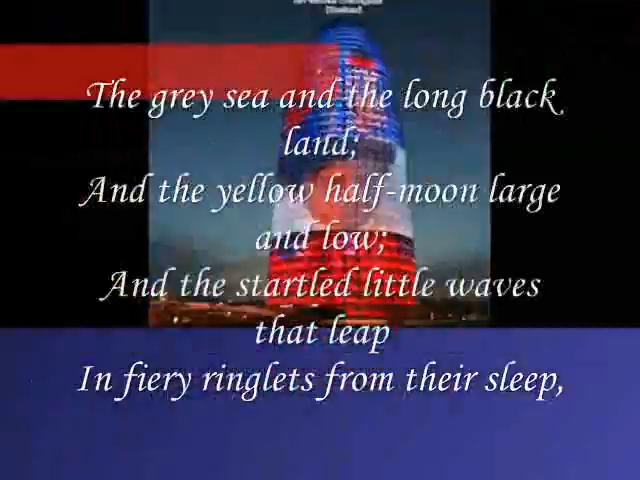 The grey sea and the long black
land;
And the yellow half-moon large
and low;
And the startled little waves
that leap
In fiery ringlets from their sleep,